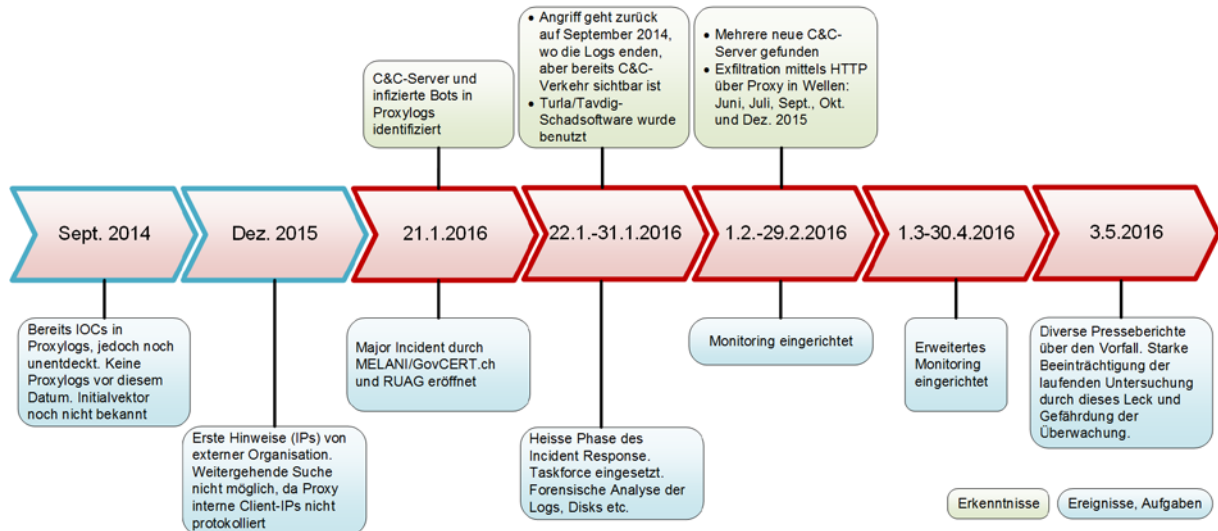 C&C-Server und
infizierte Bots in
Proxylogs
identifiziert
• Angriff geht zurück
auf September 2014,
wo die Logs enden,
aber bereits C&C-
Verkehr sichtbar ist
• Turla/Tavdig-
Schadsoftware wurde
benutzt
• Mehrere neue C&C-
Server gefunden
• Exfiltration mittels HTTP
über Proxy in Wellen:
Juni, Juli, Sept., Okt.
und Dez. 2015
Sept. 2014
Dez. 2015
21.1.2016
22.1.-31.1.2016
1.2.-29.2.2016
1.3-30.4.2016
3.5.2016
Bereits IOCs in
Proxylogs, jedoch noch
unentdeckt. Keine
Proxylogs vor diesem
Datum. Initialvektor
noch nicht bekannt
Erste Hinweise (IPs) von
externer Organisation.
Weitergehende Suche
nicht möglich, da Proxy
interne Client-IPs nicht
protokolliert
Major Incident durch
MELANI/GovCERT.ch
und RUAG eröffnet
Heisse Phase des
Incident Response.
Taskforce eingesetzt.
Forensische Analyse der
Logs, Disks etc.
Monitoring eingerichtet
Erweitertes
Monitoring
eingerichtet
Diverse Presseberichte
über den Vorfall. Starke
Beeinträchtigung der
laufenden Untersuchung
durch dieses Leck und
Gefährdung der
Überwachung.
Erkenntnisse
Ereignisse, Aufgaben